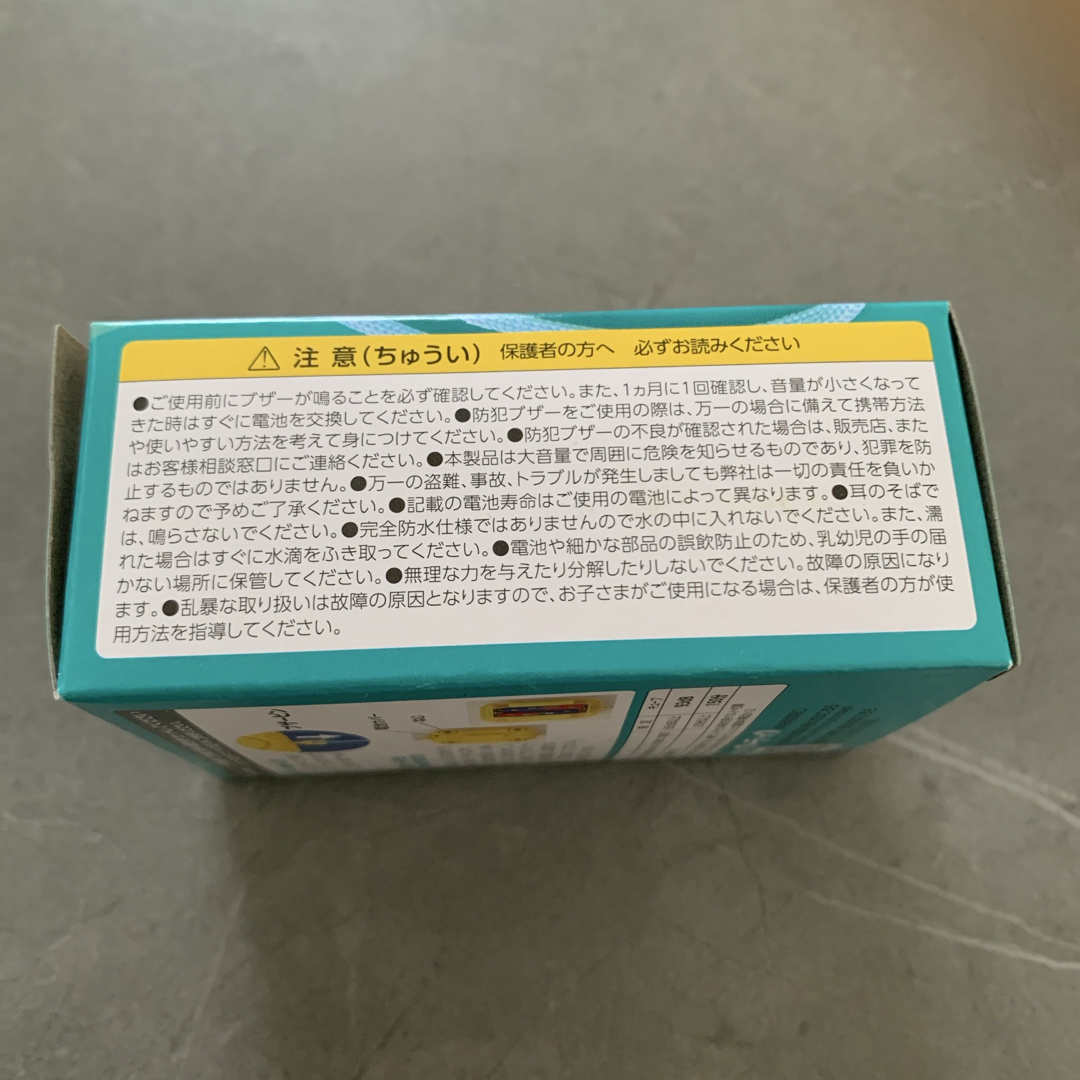 ⚠ 注意(ちゅうい) 保護者の方へ 必ずお読みください
●ご使用前にブザーが鳴ることを必ず確認してください。また、1ヵ月に1回確認し、音量が小さくなって
きた時はすぐに電池を交換してください。●防犯ブザーをご使用の際は、万一の場合に備えて携帯方法
や使いやすい方法を考えて身につけてください。●防犯ブザーの不良が確認された場合は、販売店、また
はお客様相談窓口にご連絡ください。●本製品は大音量で周囲に危険を知らせるものであり、犯罪を防
止するものではありません。●万一の盗難、事故、トラブルが発生しましても弊社は一切の責任を負いか
ねますので予めご了承ください。●記載の電池寿命はご使用の電池によって異なります。●耳のそばで
は、鳴らさないでください。●完全防水仕様ではありませんので水の中に入れないでください。また、濡
れた場合はすぐに水滴をふき取ってください。●電池や細かな部品の誤飲防止のため、乳幼児の手の届
かない場所に保管してください。●無理な力を与えたり分解したりしないでください。故障の原因になり
ます。●乱暴な取り扱いは故障の原因となりますので、お子さまがご使用になる場合は、保護者の方が使
用方法を指導してください。